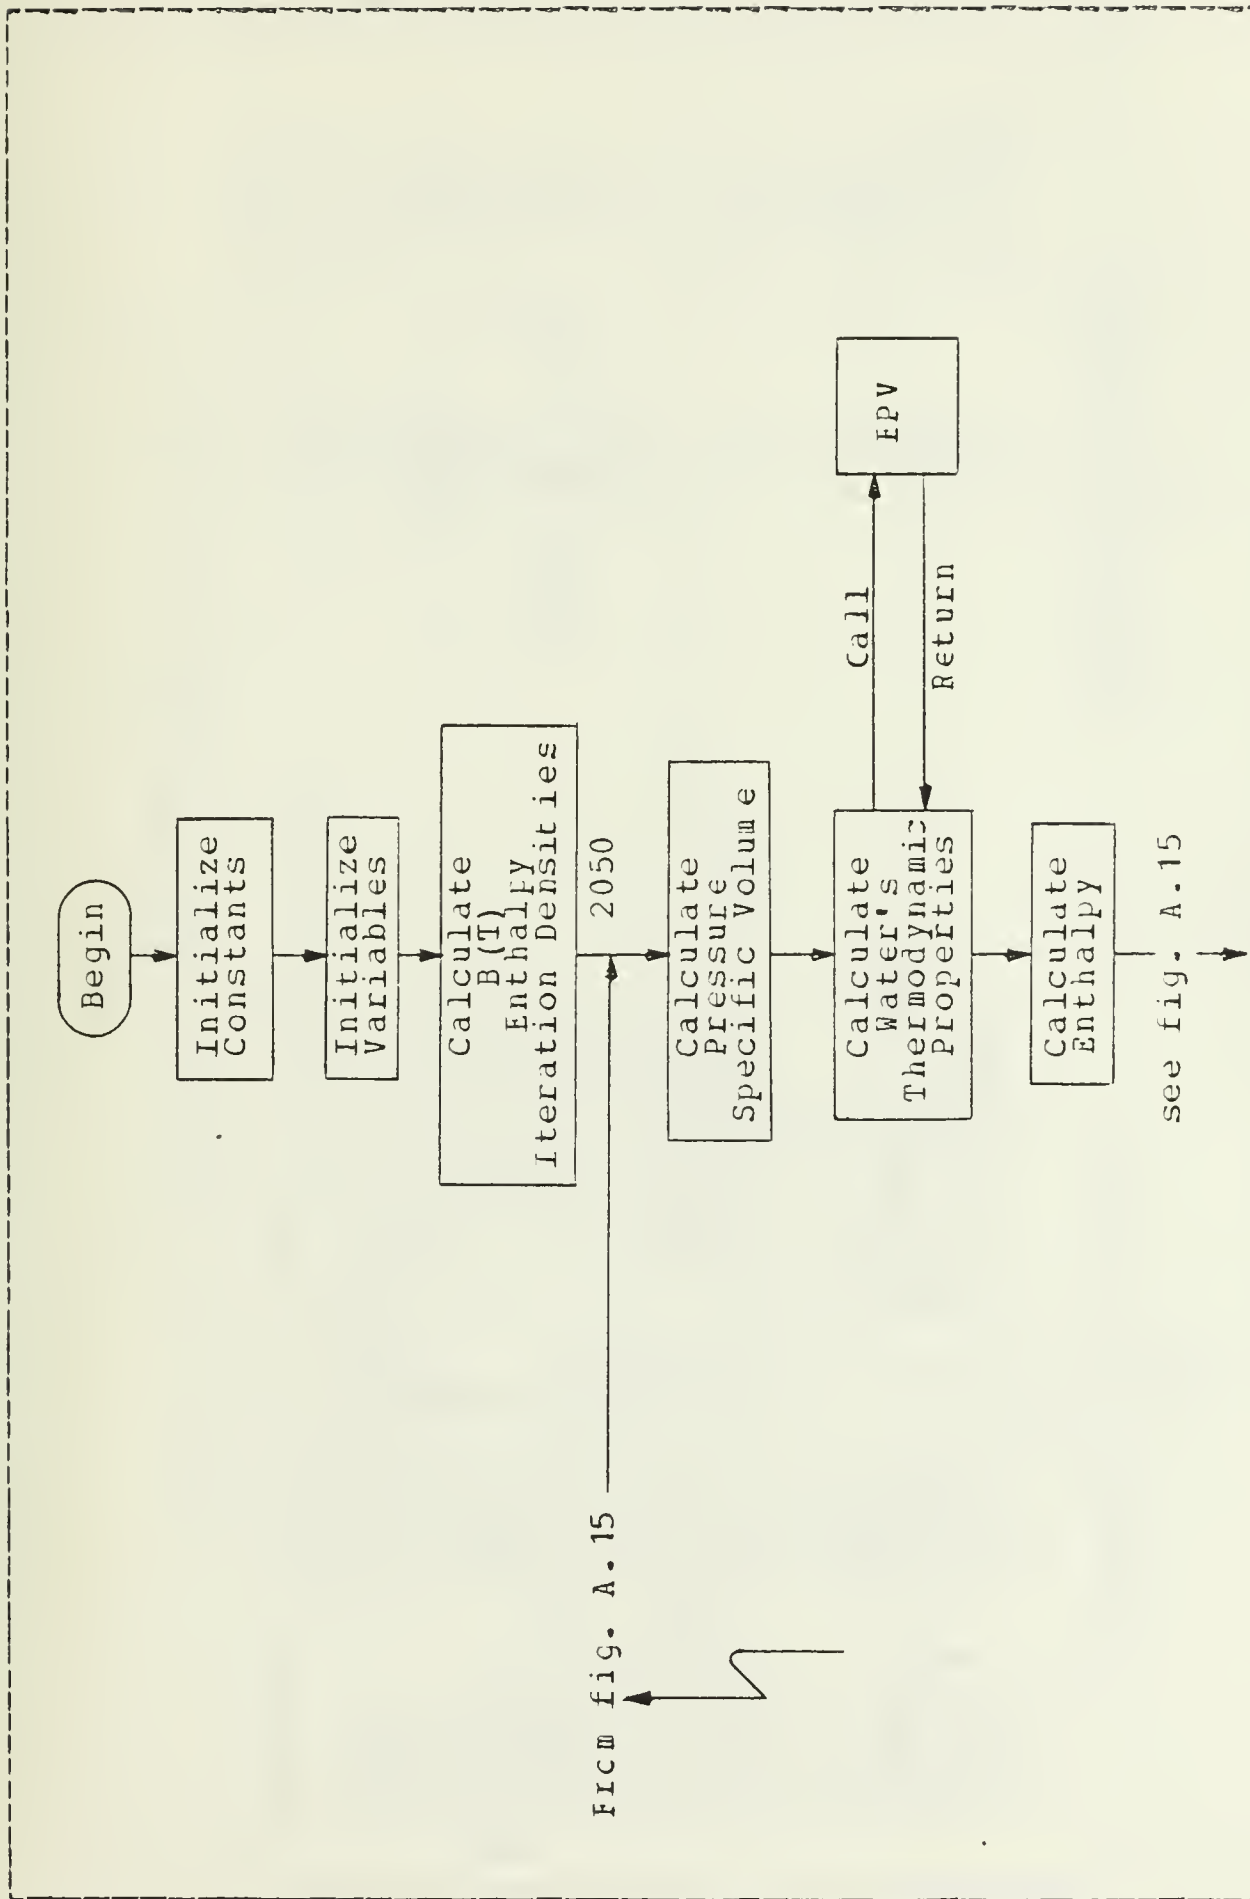 Begin
Initialize
Constants
Initialize
Variables
Calculate
B(T)
Enthalpy
Iteration Densities
2050
From fig. A.15
Calculate
Pressure
Specific Volume
Calculate
Water's
Thermodynamic
Properties
Call
EPV
Return
Calculate
Enthalpy
see fig. A.15